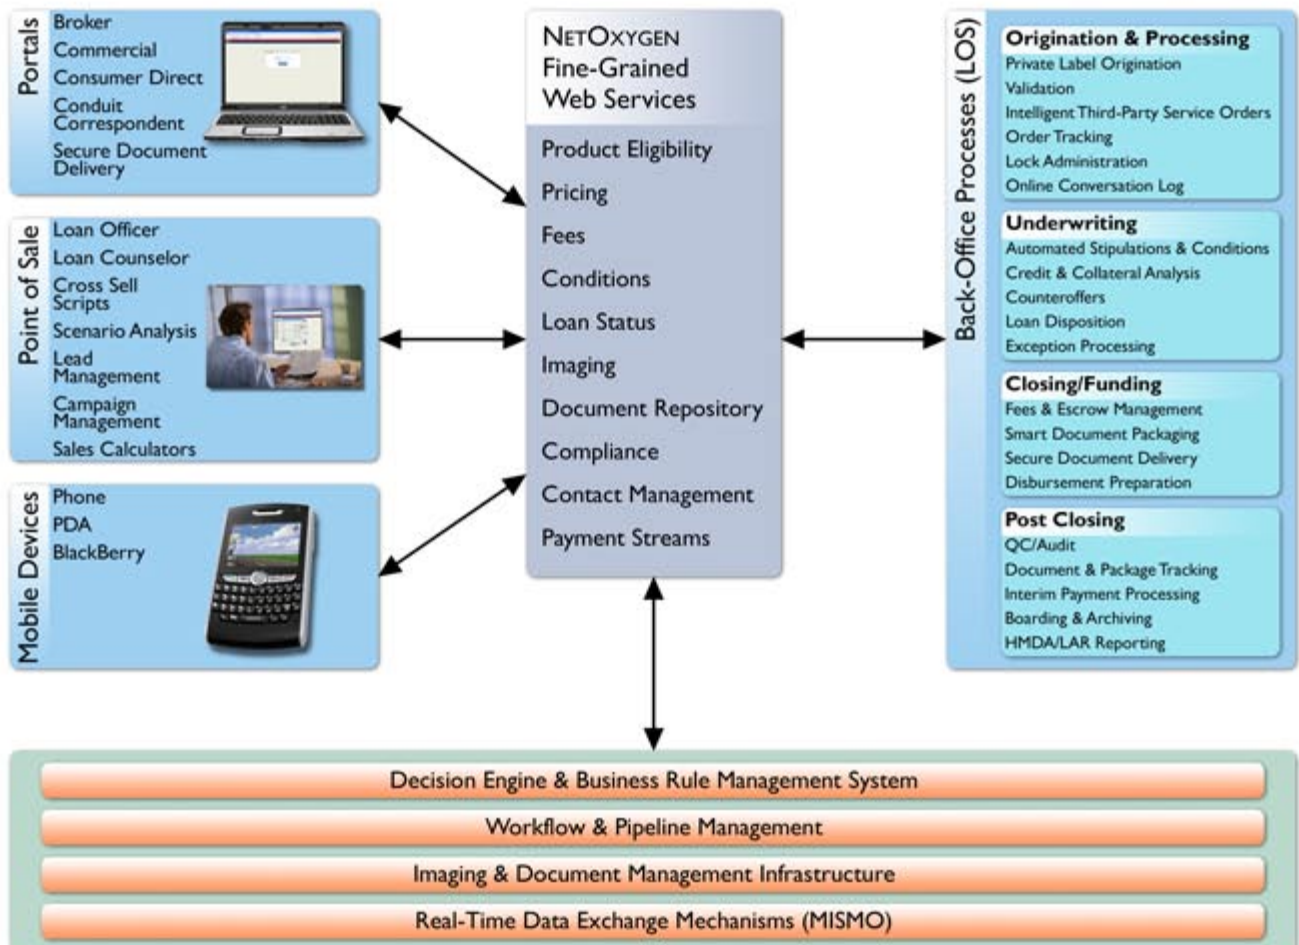 Portals
Broker
Commercial
Consumer Direct
Conduit
Correspondent
Secure Document
Delivery
Point of Sale
Loan Officer
Loan Counselor
Cross Sell
Scripts
Scenario Analysis
Lead
Management
Campaign
Management
Sales Calculators
Mobile Devices
Phone
PDA
BlackBerry
NETOXYGEN
Fine-Grained
Web Services
Product Eligibility
Pricing
Fees
Conditions
Loan Status
Imaging
Document Repository
Compliance
Contact Management
Payment Streams
Back-Office Processes (LOS)
Origination & Processing
Private Label Origination
Validation
Intelligent Third-Party Service Orders
Order Tracking
Lock Administration
Online Conversation Log
Underwriting
Automated Stipulations & Conditions
Credit & Collateral Analysis
Counteroffers
Loan Disposition
Exception Processing
Closing/Funding
Fees & Escrow Management
Smart Document Packaging
Secure Document Delivery
Disbursement Preparation
Post Closing
QC/Audit
Document & Package Tracking
Interim Payment Processing
Boarding & Archiving
HMDA/LAR Reporting
Decision Engine & Business Rule Management System
Workflow & Pipeline Management
Imaging & Document Management Infrastructure
Real-Time Data Exchange Mechanisms (MISMO)